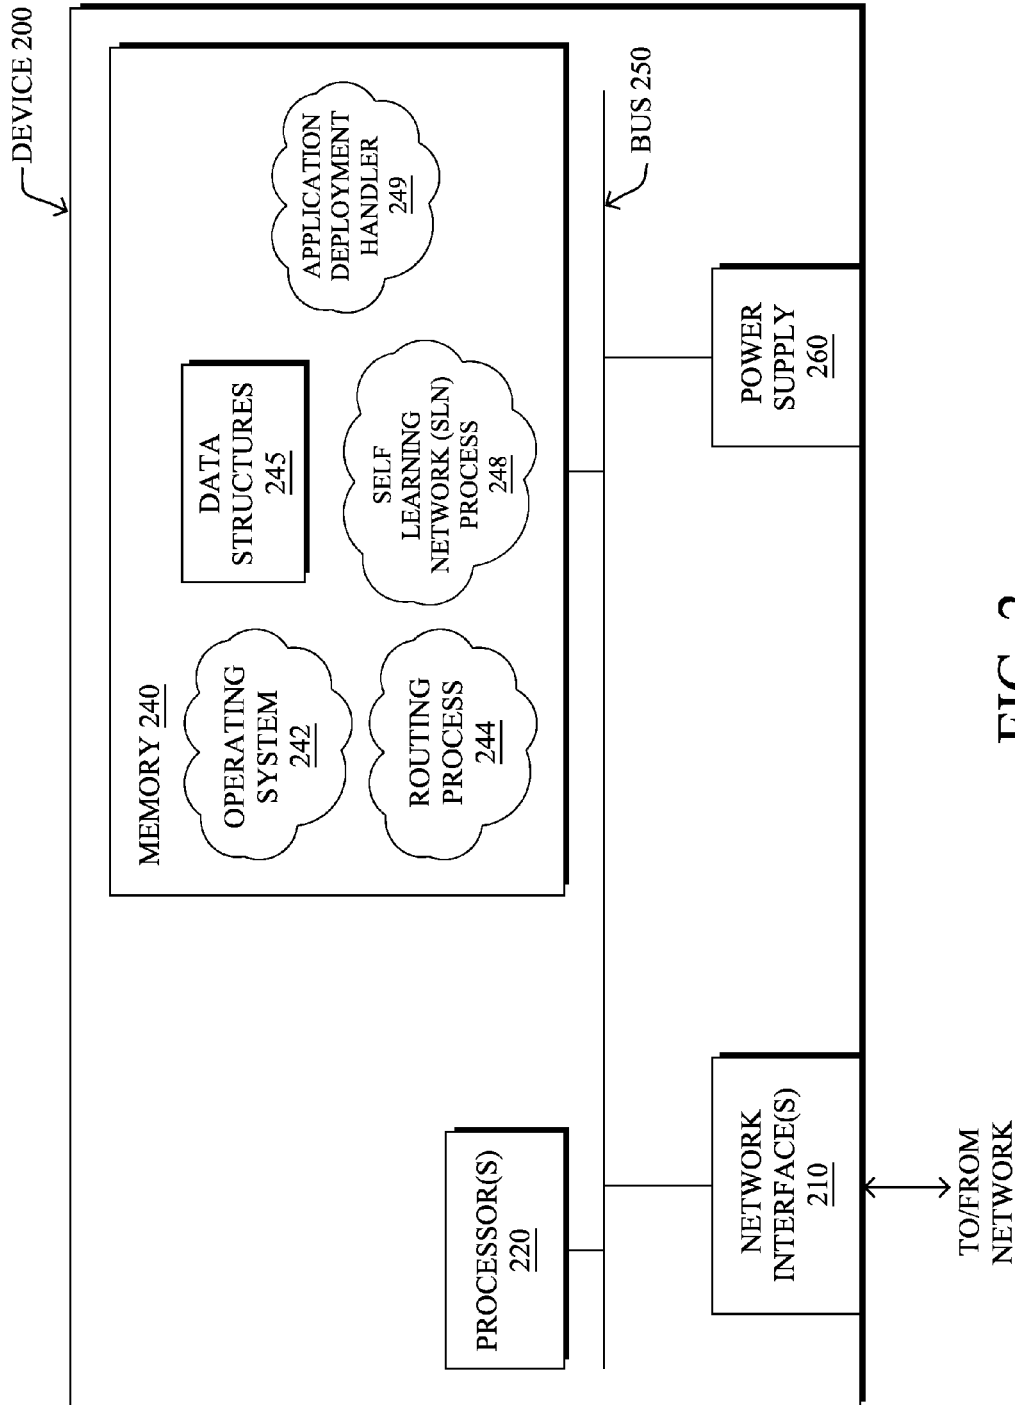 DEVICE 200
MEMORY 240
OPERATING
SYSTEM
242
ROUTING
PROCESS
244
DATA
STRUCTURES
245
SELF
LEARNING
NETWORK (SLN)
PROCESS
248
APPLICATION
DEPLOYMENT
HANDLER
249
PROCESSOR(S)
220
BUS 250
NETWORK
INTERFACE(S)
210
POWER
SUPPLY
260
TO/FROM
NETWORK